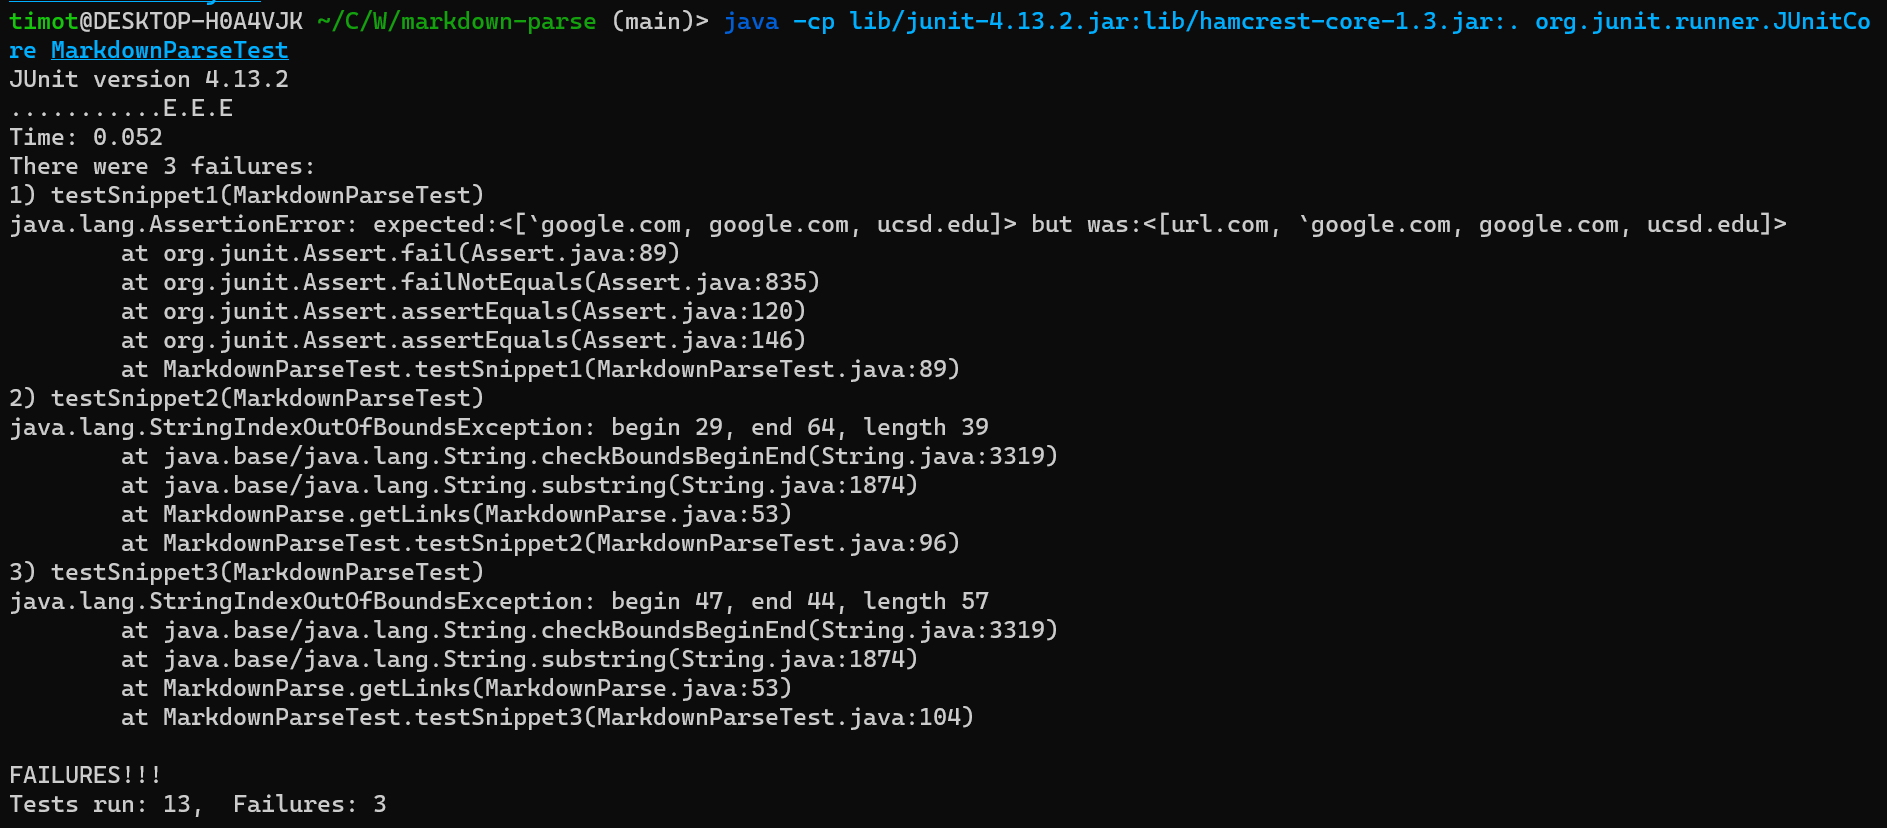 timot@DESKTOP-H0A4VJK ~/C/W/markdown-parse (main)> java -cp lib/junit-4.13.2.jar:lib/hamcrest-core-1.3.jar:. org.junit.runner.JUnitCo
re MarkdownParseTest
JUnit version 4.13.2
...........E.E.E
Time: 0.052
There were 3 failures:
1) testSnippet1(MarkdownParseTest)
java.lang.AssertionError: expected:<[`google.com, google.com, ucsd.edu]> but was:<[url.com, `google.com, google.com, ucsd.edu]>
        at org.junit.Assert.fail(Assert.java:89)
        at org.junit.Assert.failNotEquals(Assert.java:835)
        at org.junit.Assert.assertEquals(Assert.java:120)
        at org.junit.Assert.assertEquals(Assert.java:146)
        at MarkdownParseTest.testSnippet1(MarkdownParseTest.java:89)
2) testSnippet2(MarkdownParseTest)
java.lang.StringIndexOutOfBoundsException: begin 29, end 64, length 39
        at java.base/java.lang.String.checkBoundsBeginEnd(String.java:3319)
        at java.base/java.lang.String.substring(String.java:1874)
        at MarkdownParse.getLinks(MarkdownParse.java:53)
        at MarkdownParseTest.testSnippet2(MarkdownParseTest.java:96)
3) testSnippet3(MarkdownParseTest)
java.lang.StringIndexOutOfBoundsException: begin 47, end 44, length 57
        at java.base/java.lang.String.checkBoundsBeginEnd(String.java:3319)
        at java.base/java.lang.String.substring(String.java:1874)
        at MarkdownParse.getLinks(MarkdownParse.java:53)
        at MarkdownParseTest.testSnippet3(MarkdownParseTest.java:104)

FAILURES!!!
Tests run: 13,  Failures: 3